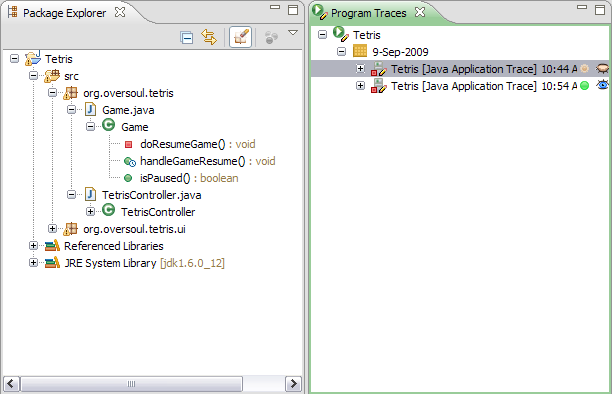 Package Explorer
Tetris
src
org.oversoul.tetris
Game.java
Game
doResumeGame() : void
handleGameResume() : void
isPaused() : boolean
TetrisController.java
TetrisController
org.oversoul.tetris.ui
Referenced Libraries
JRE System Library [jdk1.6.0_12]
Program Traces
Tetris
9-Sep-2009
Tetris [Java Application Trace] 10:44 A
Tetris [Java Application Trace] 10:54 A